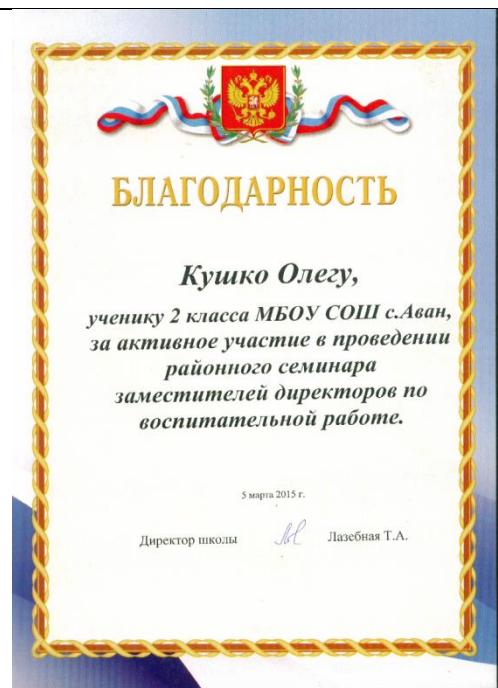 БЛАГОДАРНОСТЬ
Кушко Олегу,
ученику 2 класса МБОУ СОШ с.Аван,
за активное участие в проведении
районного семинара
заместителей директоров по
воспитательной работе.
5 марта 2015 г.
Директор школы Лазебная Т.А.